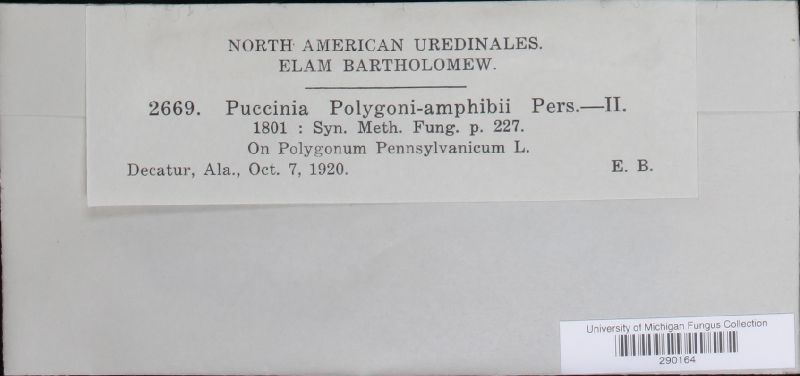 NORTH AMERICAN UREDINALES.
ELAM BARTHOLOMEW.
2669. Puccinia Polygoni-amphibii Pers.—II.
1801 : Syn. Meth. Fung. p. 227.
On Polygonum Pennsylvanicum L.
Decatur, Ala., Oct. 7, 1920. E. B.
University of Michigan Fungus Collection
290164